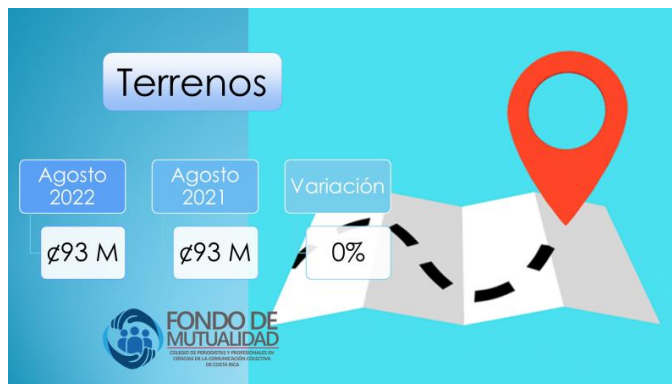 Terrenos
Agosto
2022
Agosto
2021
Variación
₡93 M
₡93 M
0%
FONDO DE
MUTUALIDAD
COLEGIO DE PERIODISTAS Y PROFESIONALES EN
CIENCIAS DE LA COMUNICACIÓN COLECTIVA
DE COSTA RICA